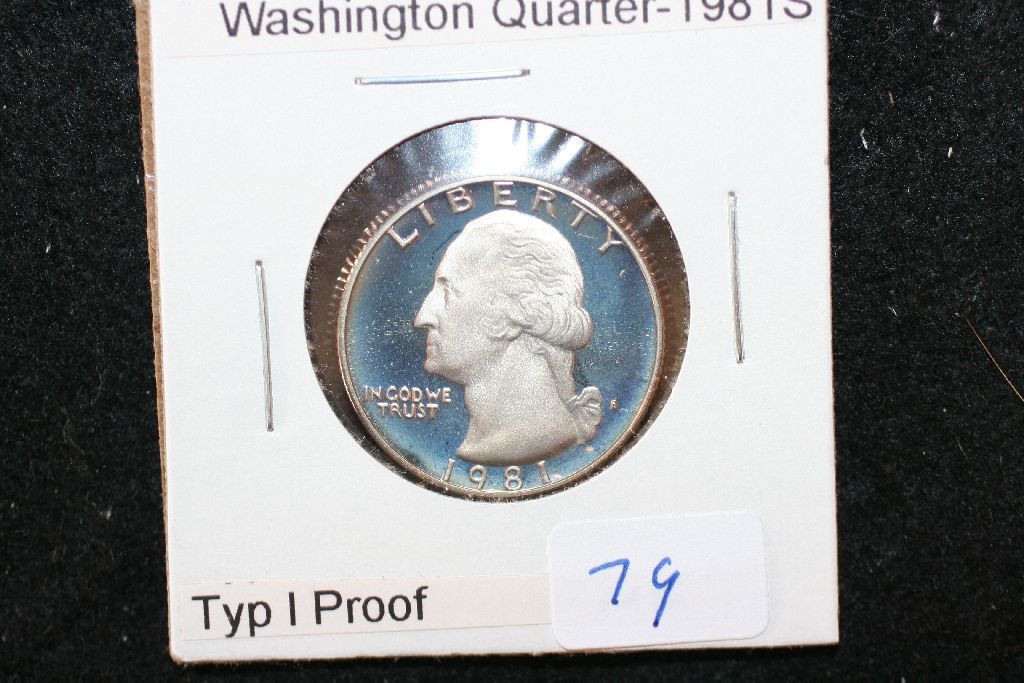 Washington Quarter-1981S
LIBERTY
IN GOD WE
TRUST
S
1981
Typ I Proof
79